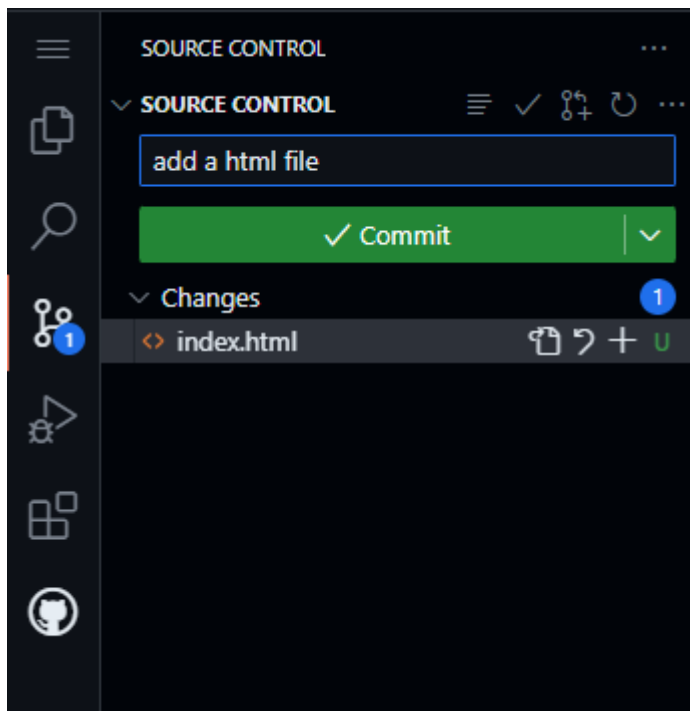 SOURCE CONTROL
SOURCE CONTROL
add a html file
Commit
Changes 1
1
index.html U